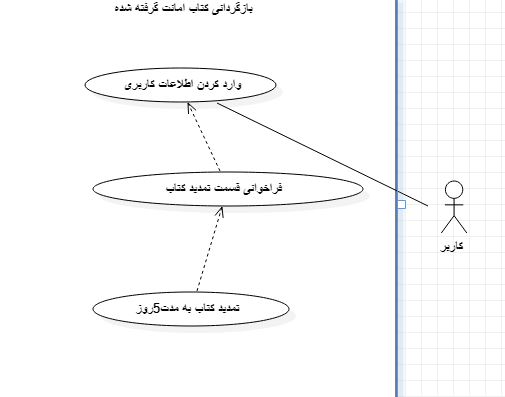 بازگردانی کتاب امانت گرفته شده
وارد کردن اطلاعات کاربری
فراخوانی قسمت تمدید کتاب
کاربر
تمدید کتاب به مدت5روز